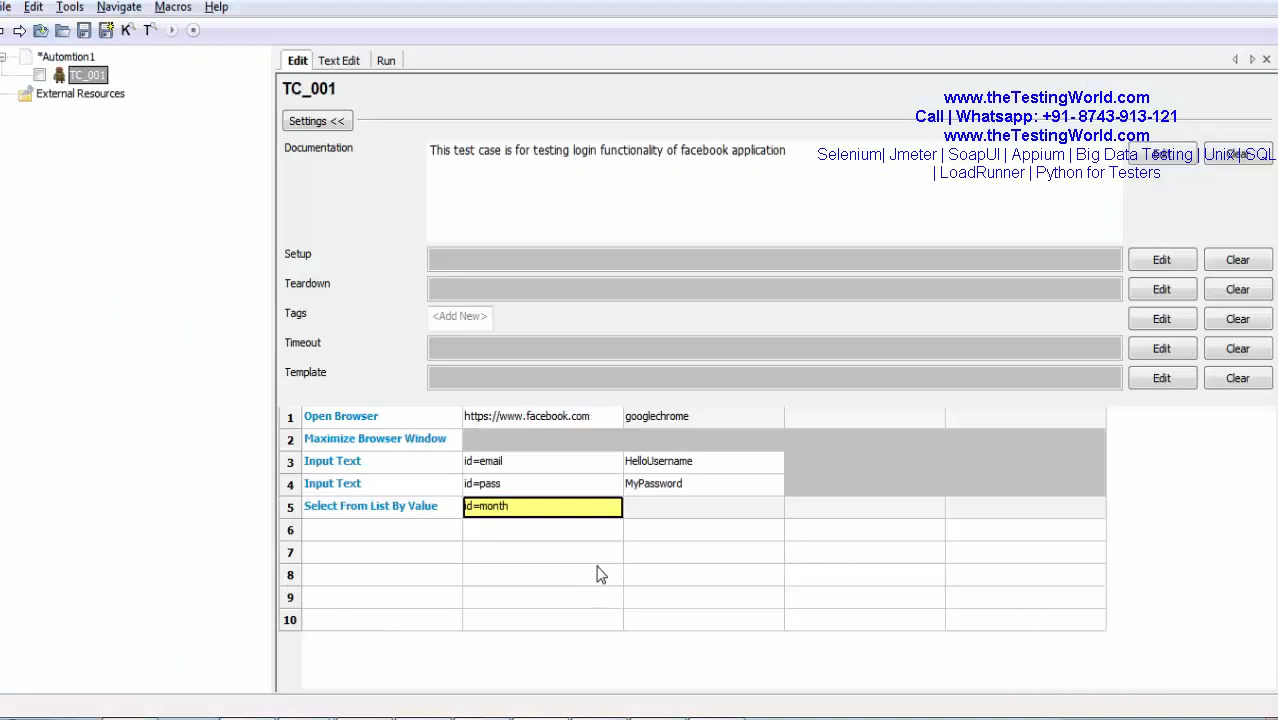 ile Edit Tools Navigate Macros Help
K T
*Automtion1
TC_001
External Resources
Edit Text Edit Run
TC_001
www.theTestingWorld.com
Call | Whatsapp: +91- 8743-913-121
www.theTestingWorld.com
Selenium| Jmeter | SoapUI | Appium | Big Data Testing | Unix| SQL
| LoadRunner | Python for Testers
Settings <<
Documentation This test case is for testing login functionality of facebook application Edit Clear
Setup Edit Clear
Teardown Edit Clear
Tags <Add New> Edit Clear
Timeout Edit Clear
Template Edit Clear
1 Open Browser https://www.facebook.com googlechrome
2 Maximize Browser Window
3 Input Text id=email HelloUsername
4 Input Text id=pass MyPassword
5 Select From List By Value id=month
6
7
8
9
10